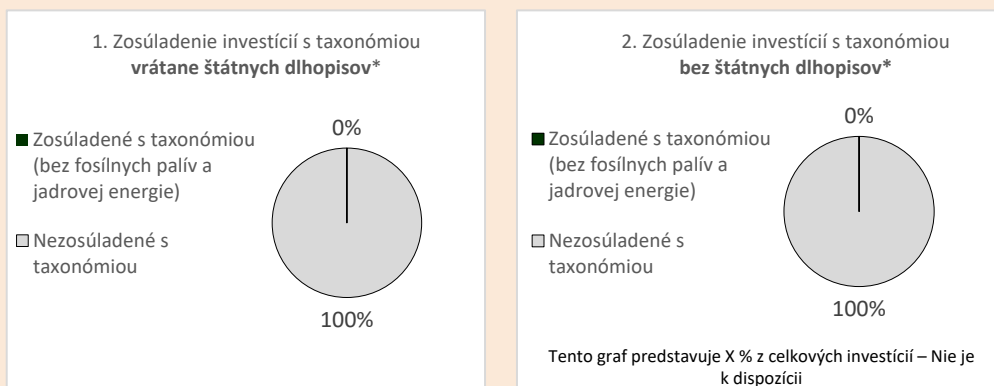 1. Zosúladenie investícií s taxonómiou
vrátane štátnych dlhopisov*
Zosúladené s taxonómiou
(bez fosílnych palív a
jadrovej energie)
Nezosúladené s
taxonómiou
0%
100%
2. Zosúladenie investícií s taxonómiou
bez štátnych dlhopisov*
Zosúladené s taxonómiou
(bez fosílnych palív a
jadrovej energie)
Nezosúladené s
taxonómiou
0%
100%
Tento graf predstavuje X % z celkových investícií – Nie je
k dispozícii